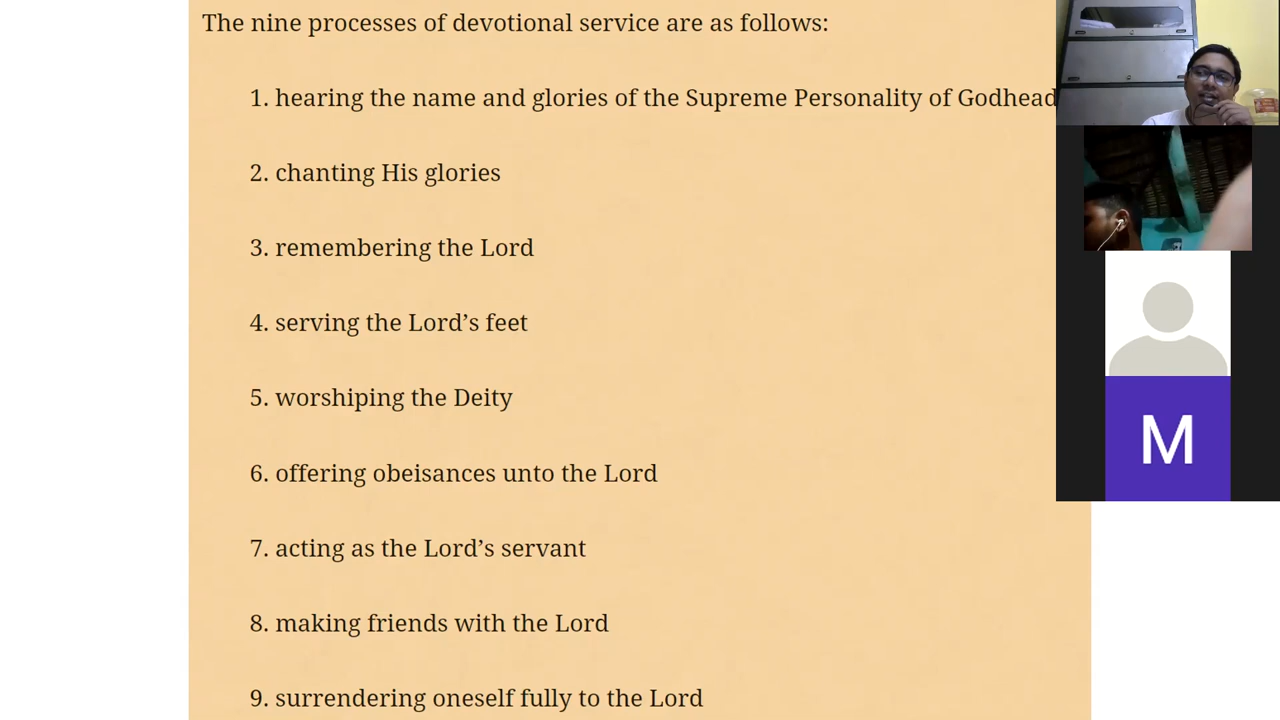 The nine processes of devotional service are as follows:
1. hearing the name and glories of the Supreme Personality of Godhead
2. chanting His glories
3. remembering the Lord
4. serving the Lord’s feet
5. worshiping the Deity
6. offering obeisances unto the Lord
7. acting as the Lord’s servant
8. making friends with the Lord
9. surrendering oneself fully to the Lord
M